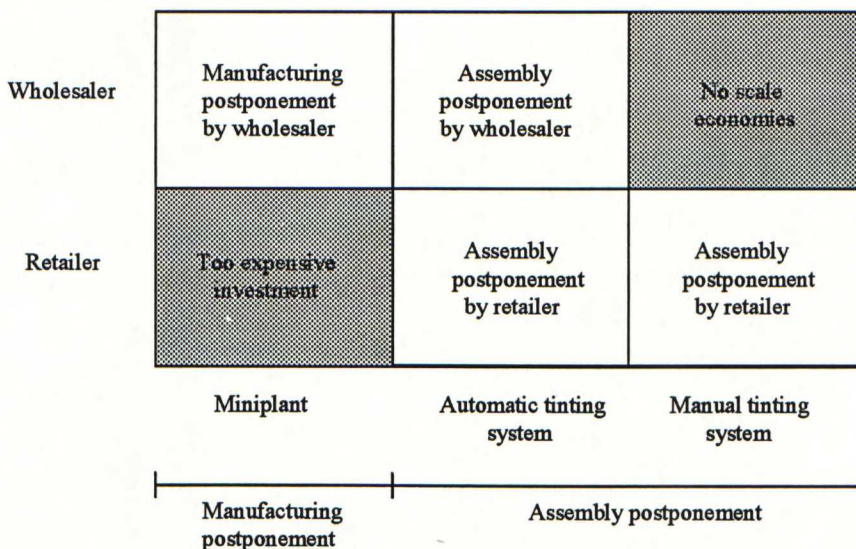 Wholesaler
Manufacturing
postponement
by wholesaler
Assembly
postponement
by wholesaler
No scale
economies
Retailer
Too expensive
investment
Assembly
postponement
by retailer
Assembly
postponement
by retailer
Miniplant
Automatic tinting
system
Manual tinting
system
Manufacturing
postponement
Assembly postponement